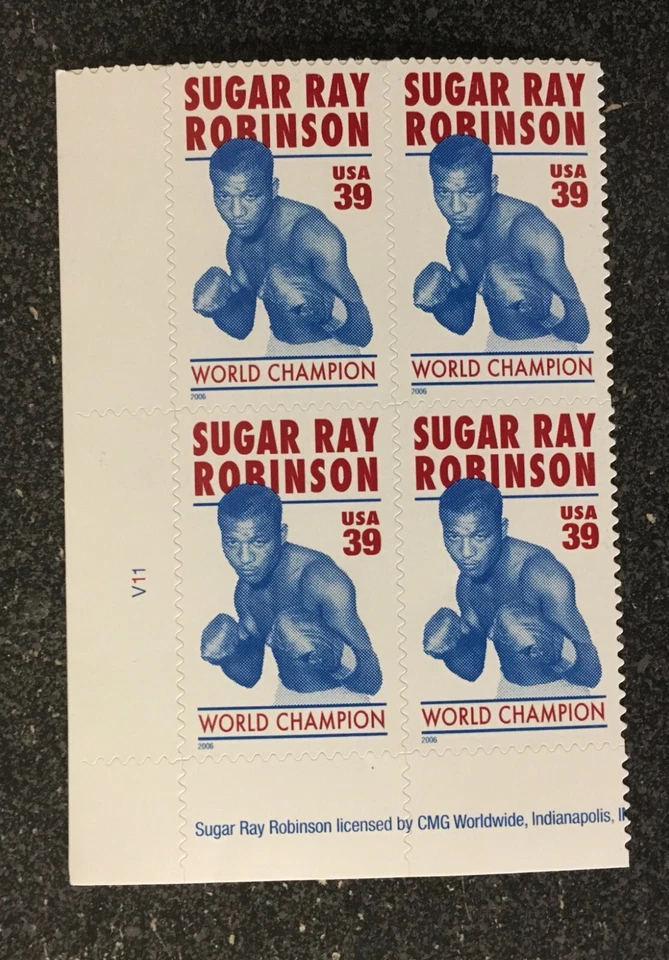 SUGAR RAY
ROBINSON
USA
39
WORLD CHAMPION
2006
SUGAR RAY
ROBINSON
USA
39
WORLD CHAMPION
2006
SUGAR RAY
ROBINSON
USA
39
WORLD CHAMPION
2006
SUGAR RAY
ROBINSON
USA
39
WORLD CHAMPION
2006
V11
Sugar Ray Robinson licensed by CMG Worldwide, Indianapolis,